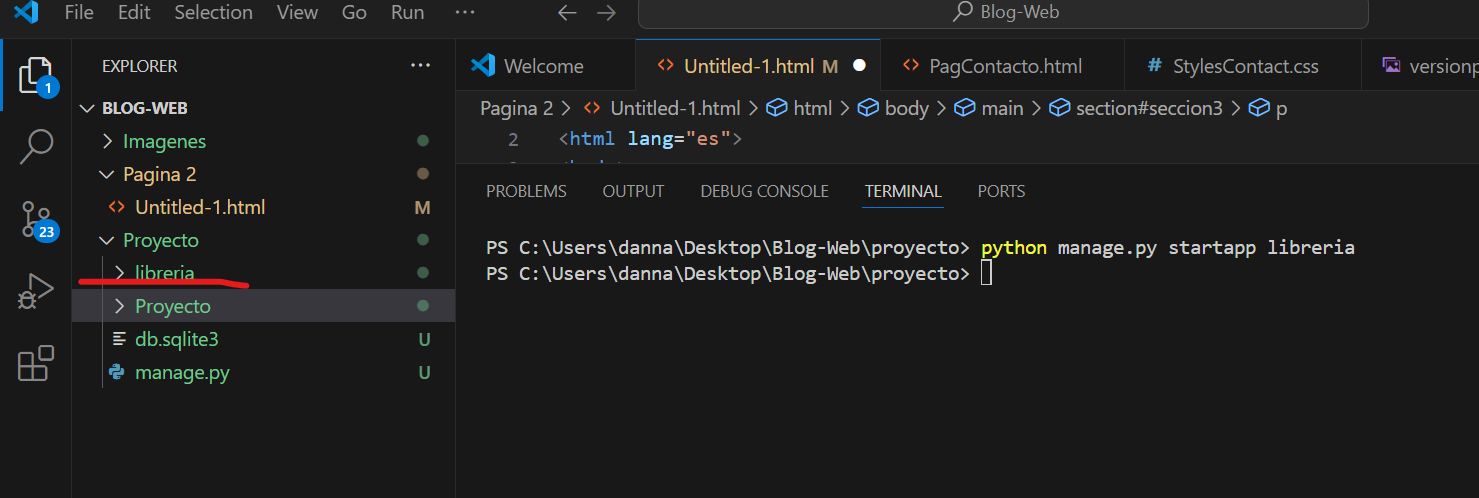 File Edit Selection View Go Run ··· Blog-Web
EXPLORER ···
1
BLOG-WEB
Imagenes
Pagina 2
Untitled-1.html M
Proyecto
libreria
Proyecto
db.sqlite3 U
manage.py U
23
Welcome Untitled-1.html M PagContacto.html # StylesContact.css versionp
Pagina 2 > Untitled-1.html > html > body > main > section#seccion3 > p
2 <html lang="es">
PROBLEMS OUTPUT DEBUG CONSOLE TERMINAL PORTS
PS C:\Users\danna\Desktop\Blog-Web\proyecto> python manage.py startapp libreria
PS C:\Users\danna\Desktop\Blog-Web\proyecto>